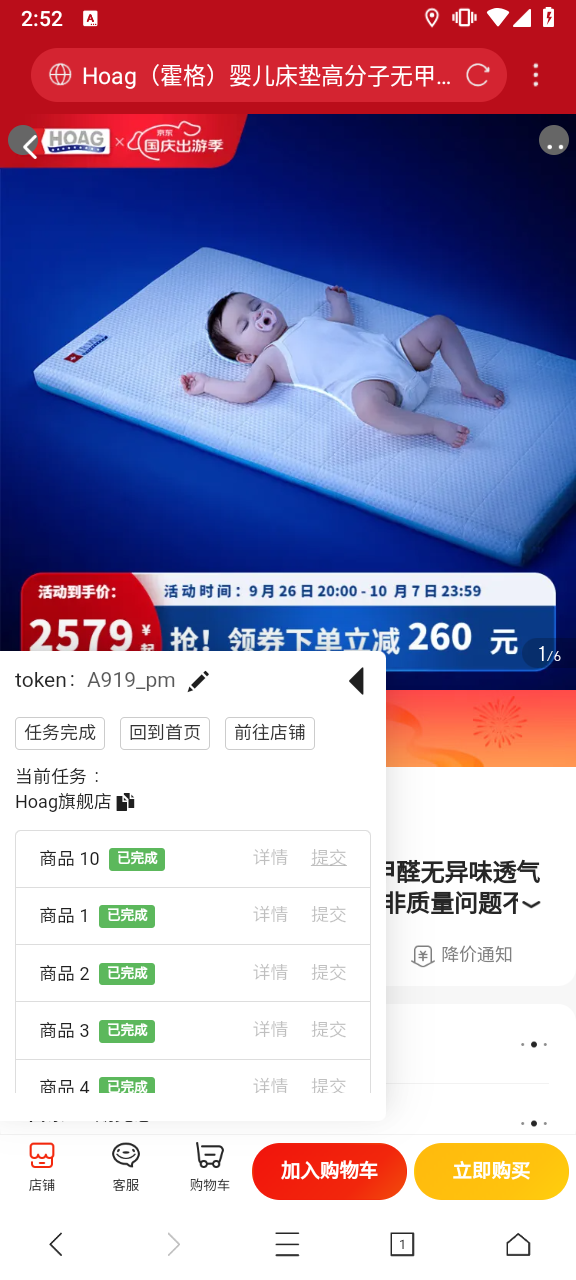 2:52
A
Hoag（霍格）婴儿床垫高分子无甲...
HOAG × 京东 国庆出游季
活动到手价：
活动时间：9月26日20:00-10 月7日23:59
2579 ¥ 起
抢！领券下单立减 260 元
1/6
token： A919_pm
任务完成 回到首页 前往店铺
当前任务：
Hoag旗舰店
商品 10 已完成 详情 提交
商品 1 已完成 详情 提交
商品 2 已完成 详情 提交
商品 3 已完成 详情 提交
商品 4 已完成 详情 提交
醛无异味透气
非质量问题不
降价通知
店铺 客服 购物车 加入购物车 立即购买
1